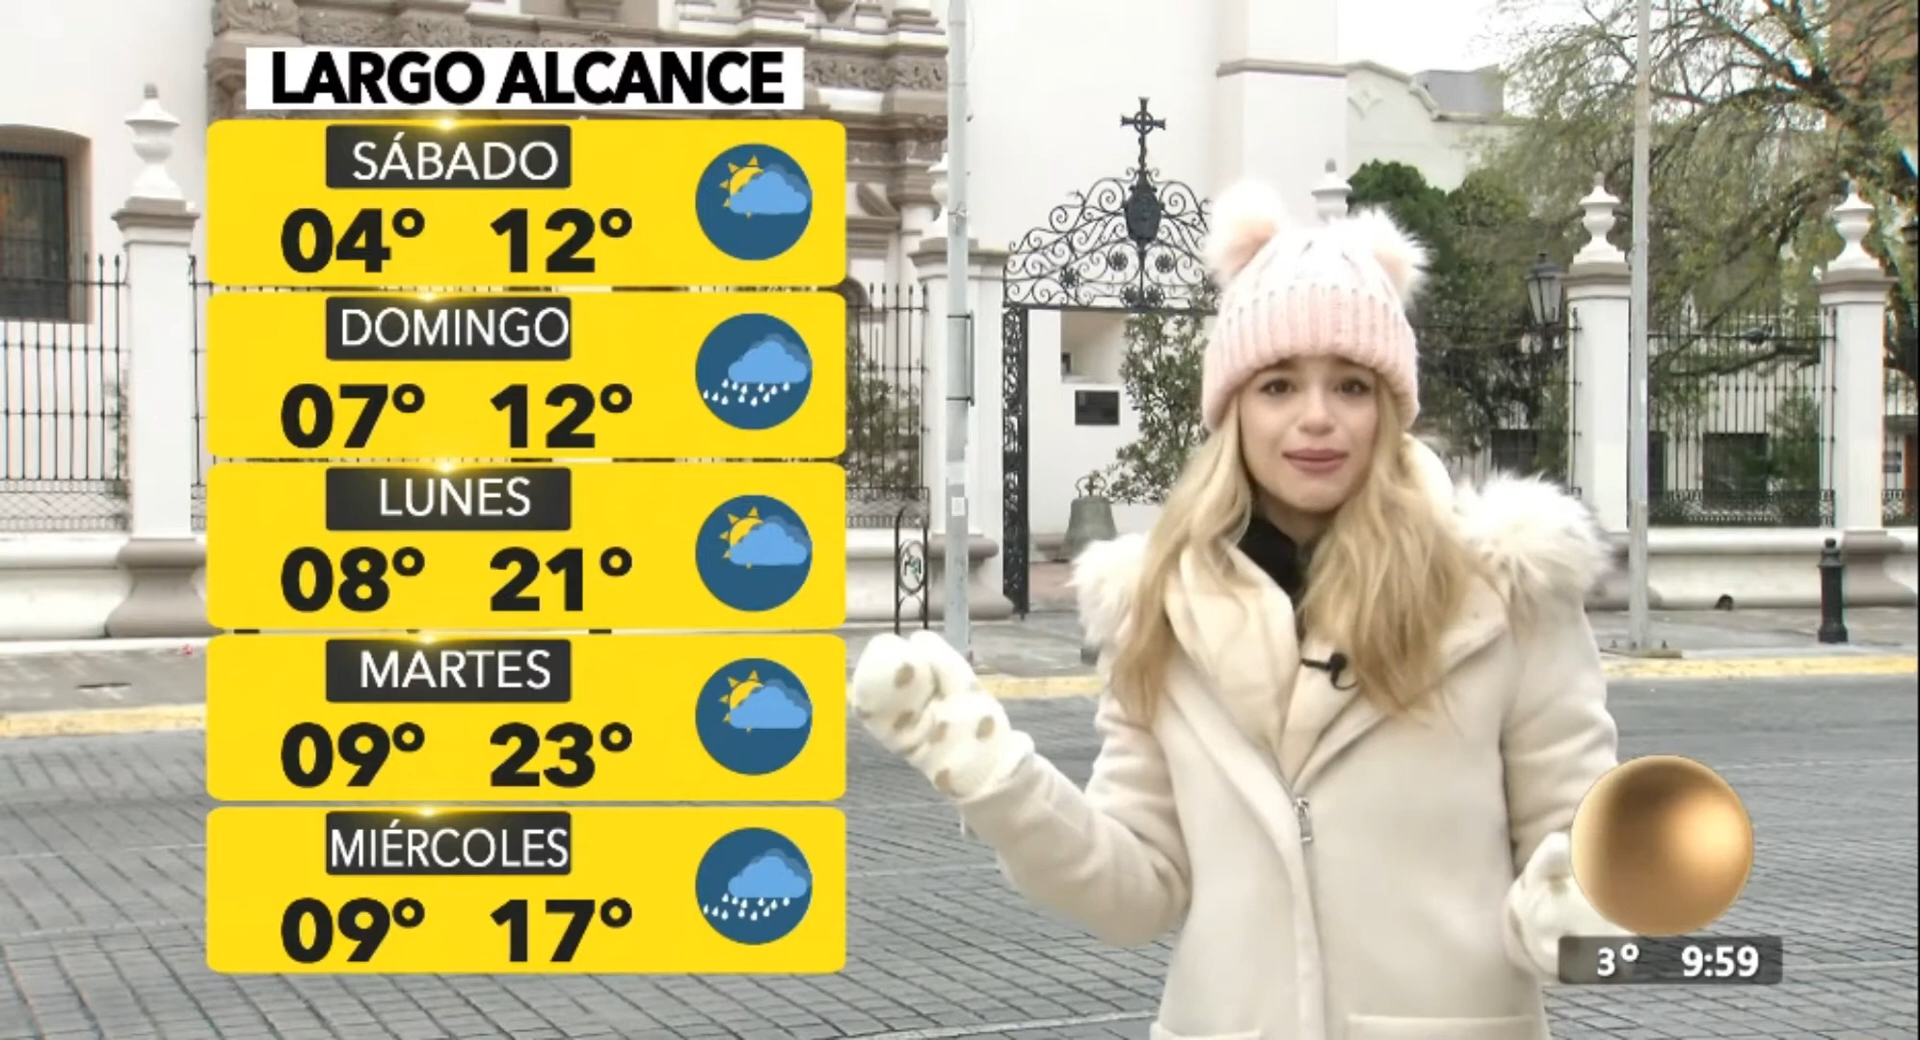 LARGO ALCANCE
SÁBADO
04° 12°
DOMINGO
07° 12°
LUNES
08° 21°
MARTES
09° 23°
MIÉRCOLES
09° 17°
3° 9:59